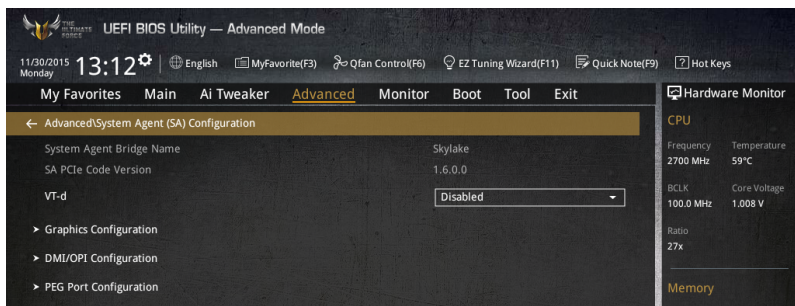 THE ULTIMATE FORCE
UEFI BIOS Utility — Advanced Mode
11/30/2015 Monday 13:12 English MyFavorite(F3) Qfan Control(F6) EZ Tuning Wizard(F11) Quick Note(F9) Hot Keys
My Favorites Main Ai Tweaker Advanced Monitor Boot Tool Exit
← Advanced\System Agent (SA) Configuration
System Agent Bridge Name Skylake
SA PCIe Code Version 1.6.0.0
VT-d Disabled
> Graphics Configuration
> DMI/OPI Configuration
> PEG Port Configuration
Hardware Monitor
CPU
Frequency Temperature
2700 MHz 59°C
BCLK Core Voltage
100.0 MHz 1.008 V
Ratio
27x
Memory